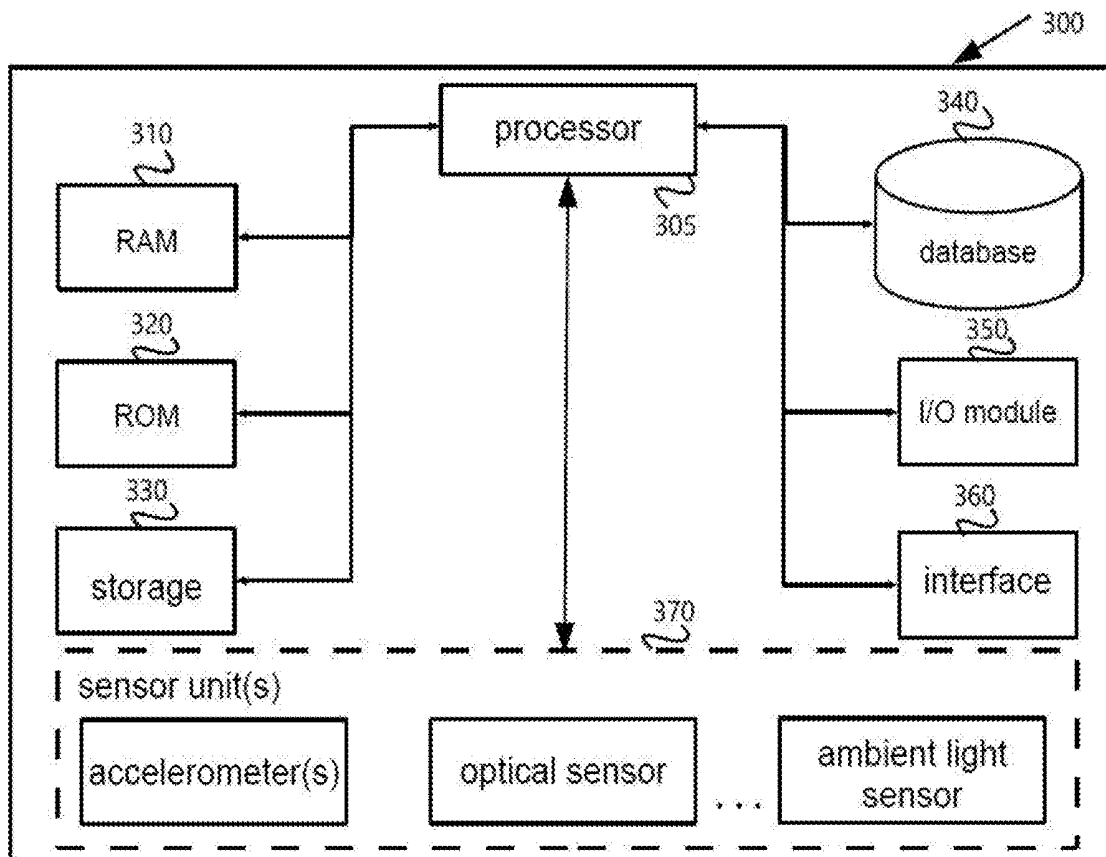 300
processor
305
310
RAM
320
ROM
330
storage
340
database
350
I/O module
360
interface
370
sensor unit(s)
accelerometer(s)
optical sensor
...
ambient light
sensor